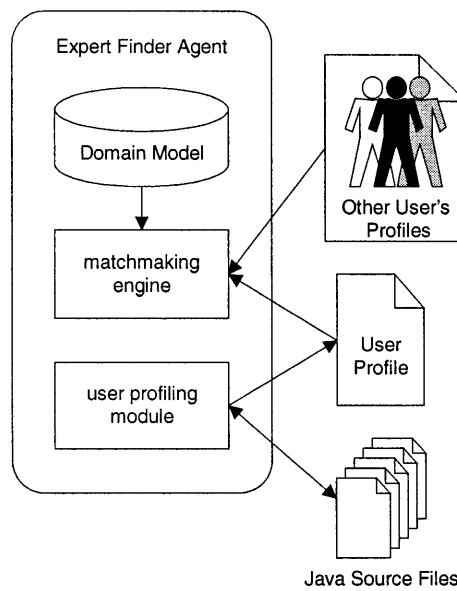 Expert Finder Agent
Domain Model
Other User's
Profiles
matchmaking
engine
User
Profile
user profiling
module
Java Source Files